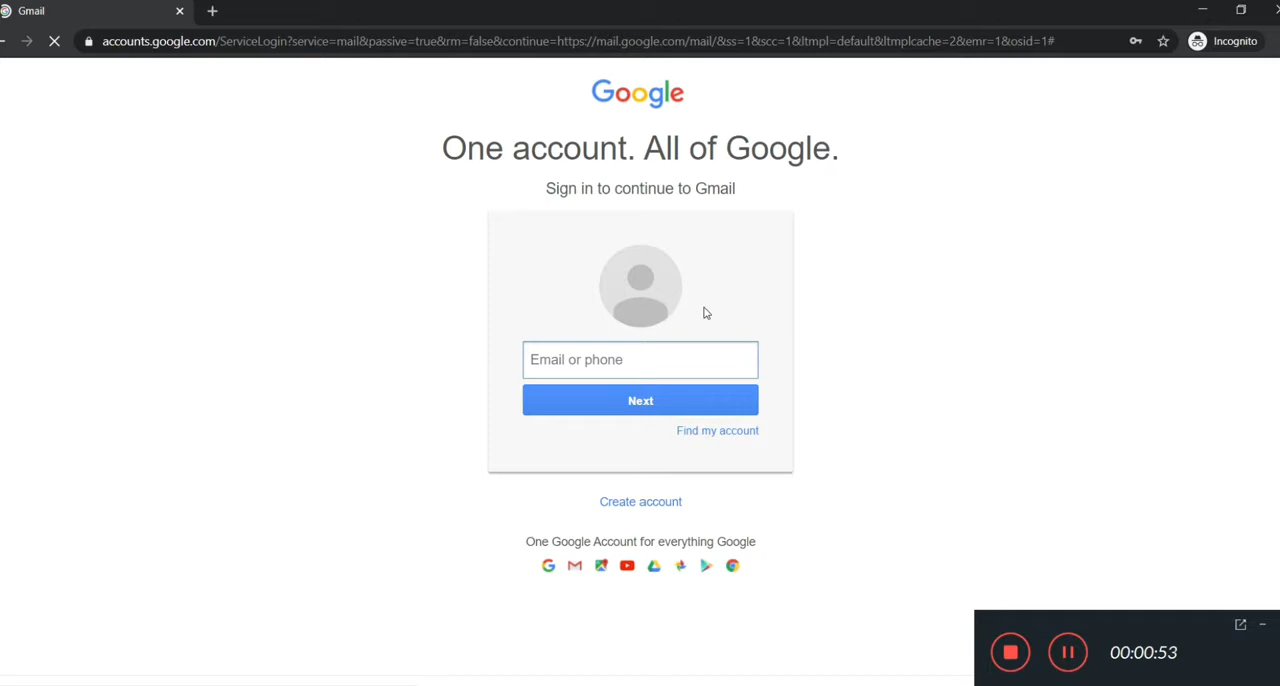 Gmail
accounts.google.com/ServiceLogin?service=mail&passive=true&rm=false&continue=https://mail.google.com/mail/&ss=1&scc=1&ltmpl=default&ltmplcache=2&emr=1&osid=1#
Incognito
Google
One account. All of Google.
Sign in to continue to Gmail
Email or phone
Next
Find my account
Create account
One Google Account for everything Google
00:00:53